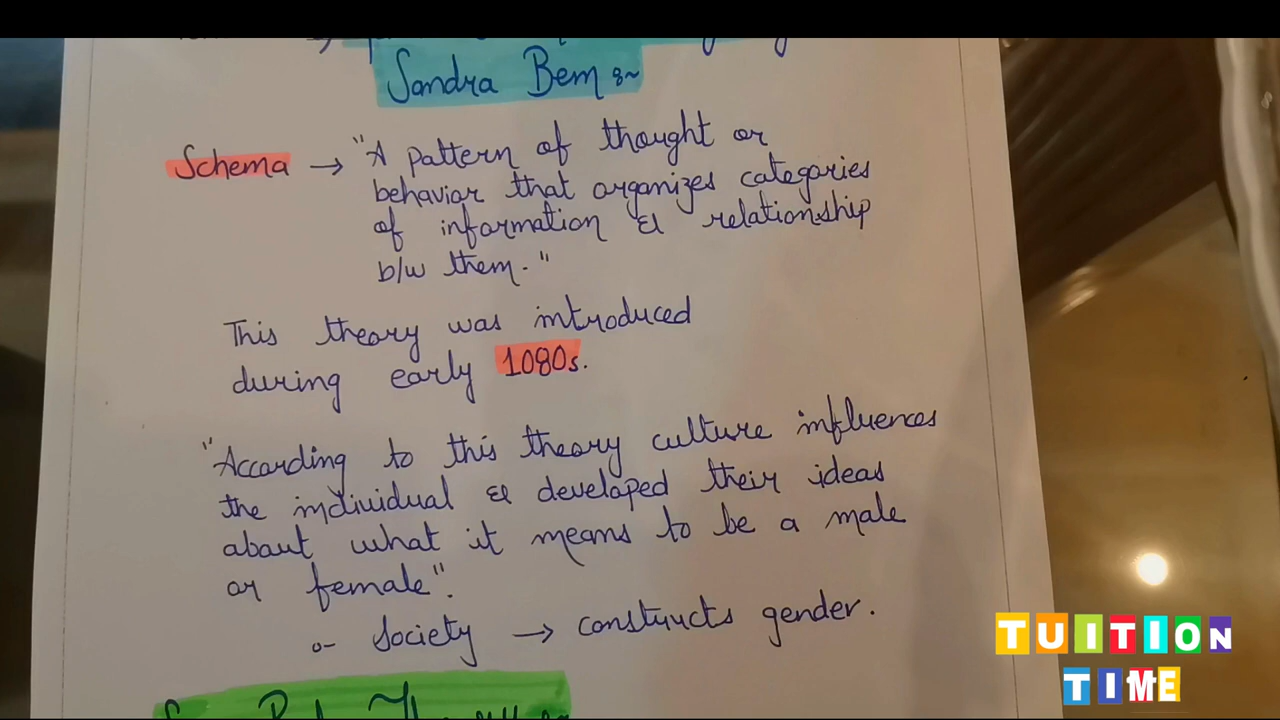 Sandra Bem :~
Schema → "A pattern of thought or
behavior that organizes categories
of information & relationship
b/w them."
This theory was introduced
during early 1080s.
"According to this theory culture influences
the individual & developed their ideas
about what it means to be a male
or female".
o- Society → constructs gender.
TUITION
TIME